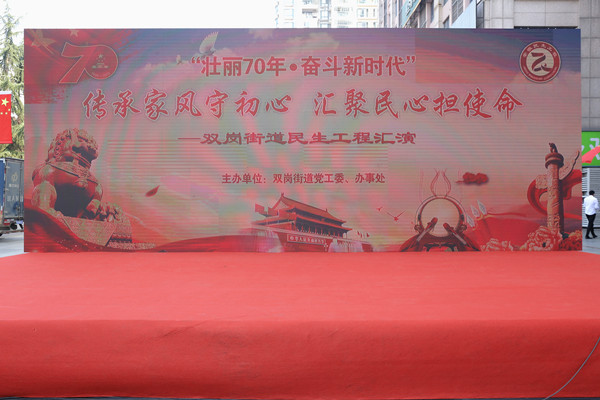 70
“壮丽70年·奋斗新时代”
传承家风守初心 汇聚民心担使命
—双岗街道民生工程汇演
主办单位：双岗街道党工委、办事处